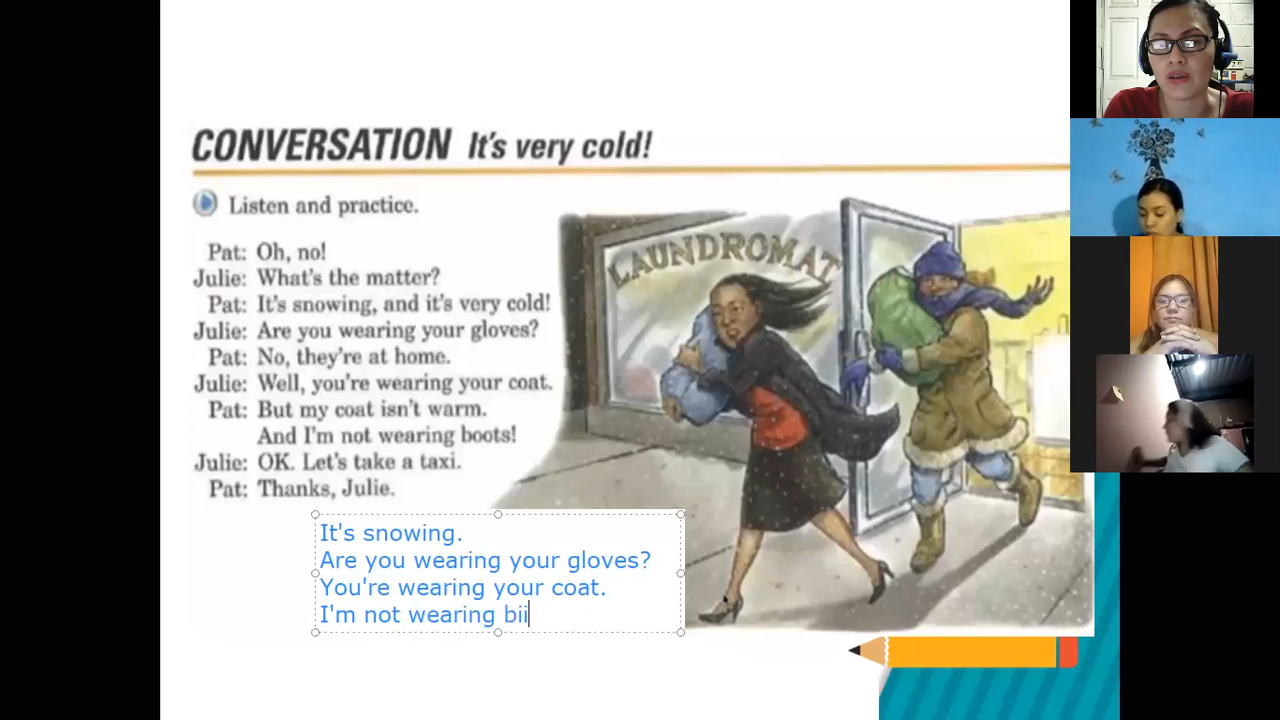 CONVERSATION It's very cold!
Listen and practice.
Pat: Oh, no!
Julie: What's the matter?
Pat: It's snowing, and it's very cold!
Julie: Are you wearing your gloves?
Pat: No, they're at home.
Julie: Well, you're wearing your coat.
Pat: But my coat isn't warm.
And I'm not wearing boots!
Julie: OK. Let's take a taxi.
Pat: Thanks, Julie.
LAUNDROMAT
It's snowing.
Are you wearing your gloves?
You're wearing your coat.
I'm not wearing bii